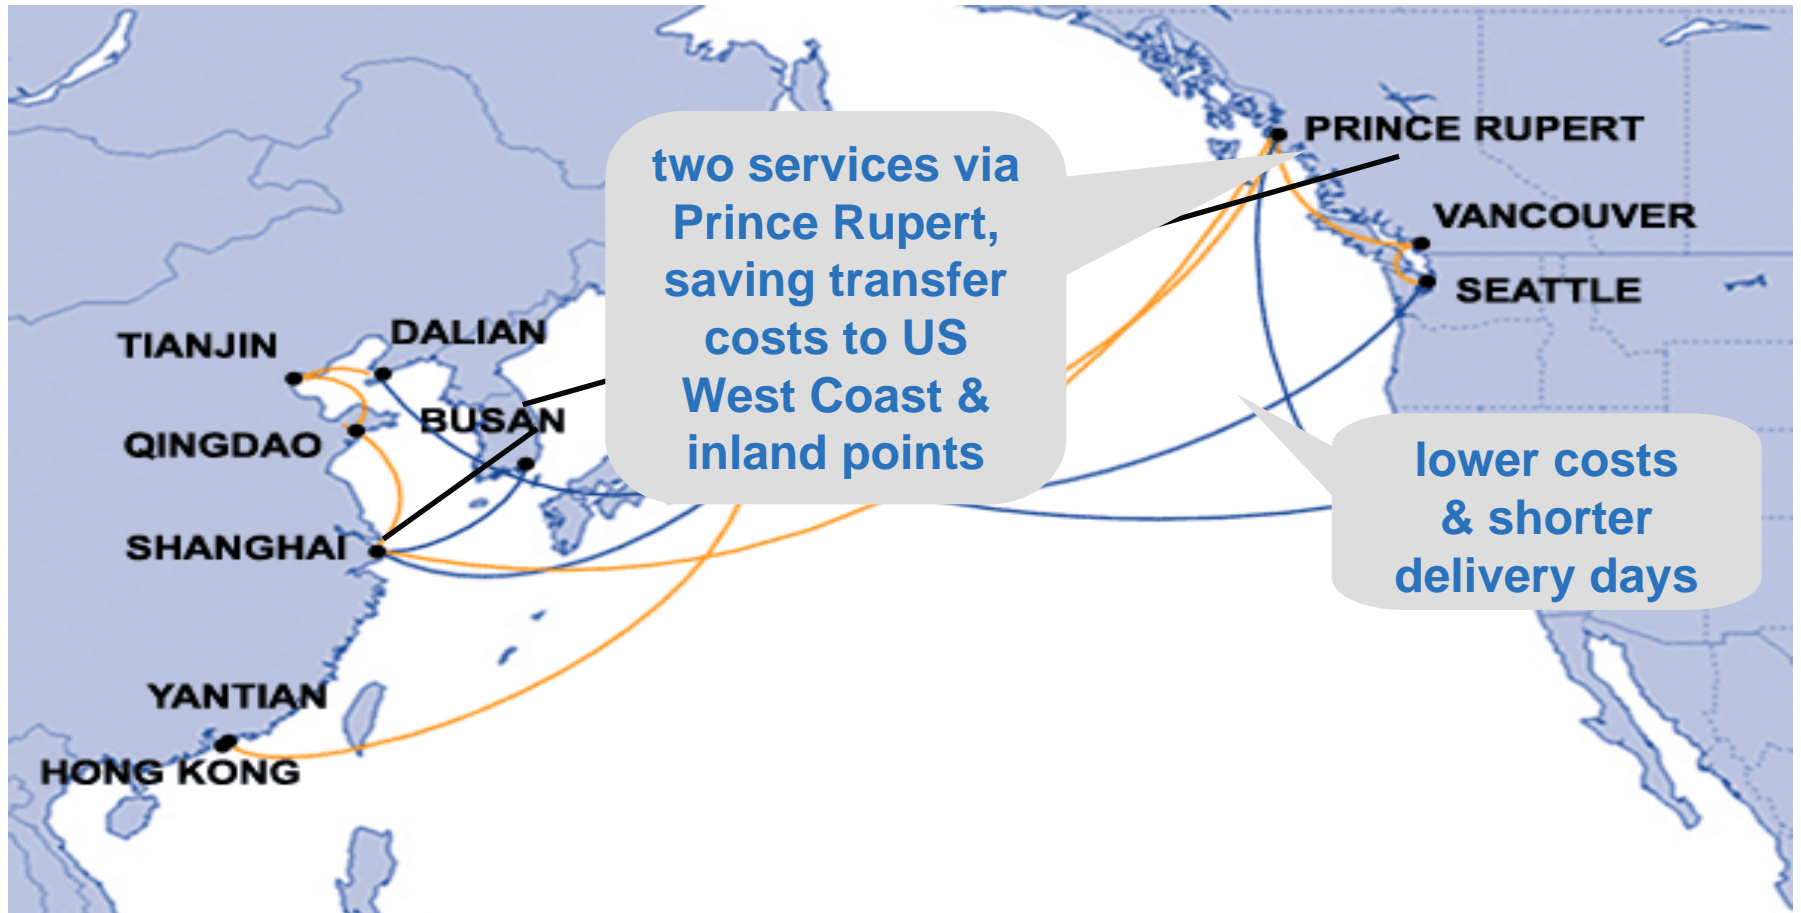 PRINCE RUPERT
two services via
Prince Rupert,
saving transfer
costs to US
West Coast &
inland points
VANCOUVER
SEATTLE
DALIAN
TIANJIN
BUSAN
QINGDAO
lower costs
& shorter
delivery days
SHANGHAI
YANTIAN
HONG KONG